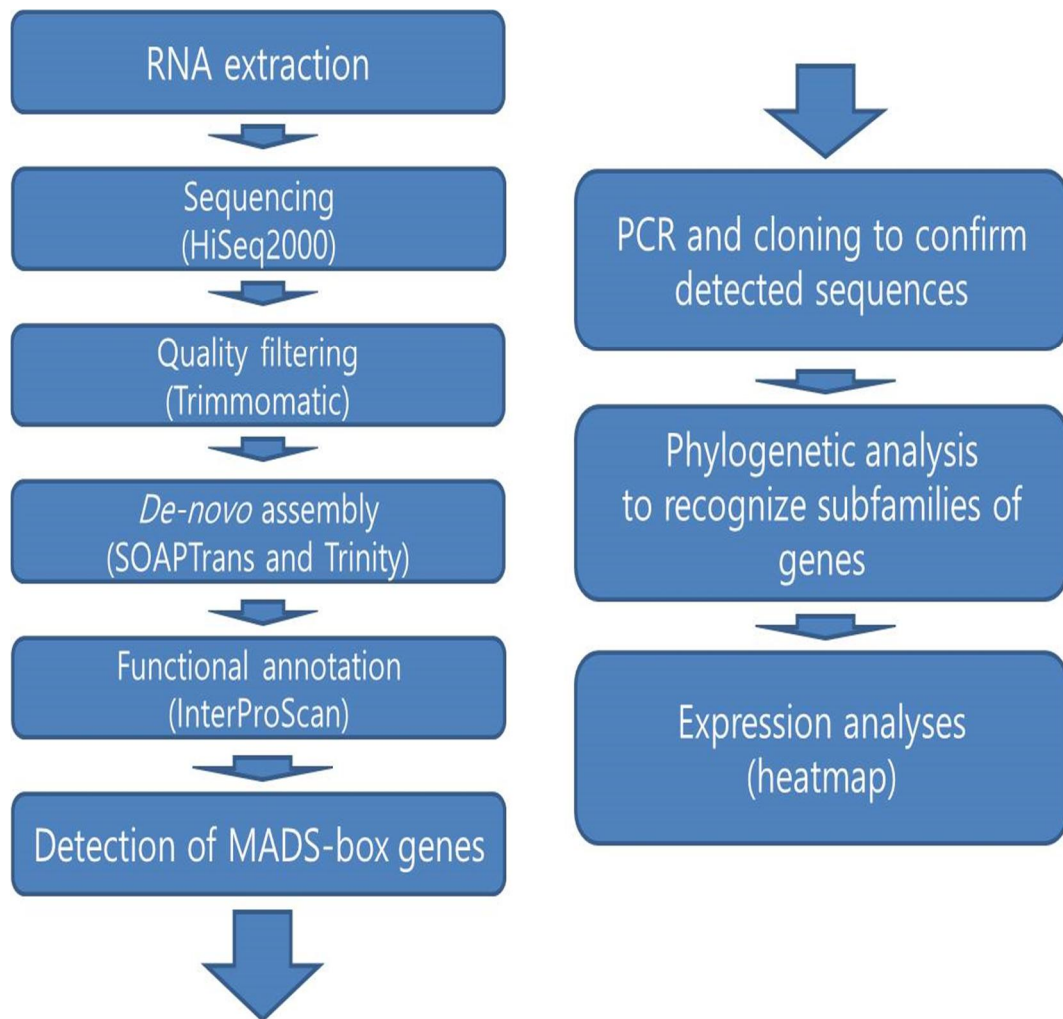 RNA extraction
Sequencing
(HiSeq2000)
Quality filtering
(Trimmomatic)
De-novo assembly
(SOAPTrans and Trinity)
Functional annotation
(InterProScan)
Detection of MADS-box genes
PCR and cloning to confirm
detected sequences
Phylogenetic analysis
to recognize subfamilies of
genes
Expression analyses
(heatmap)